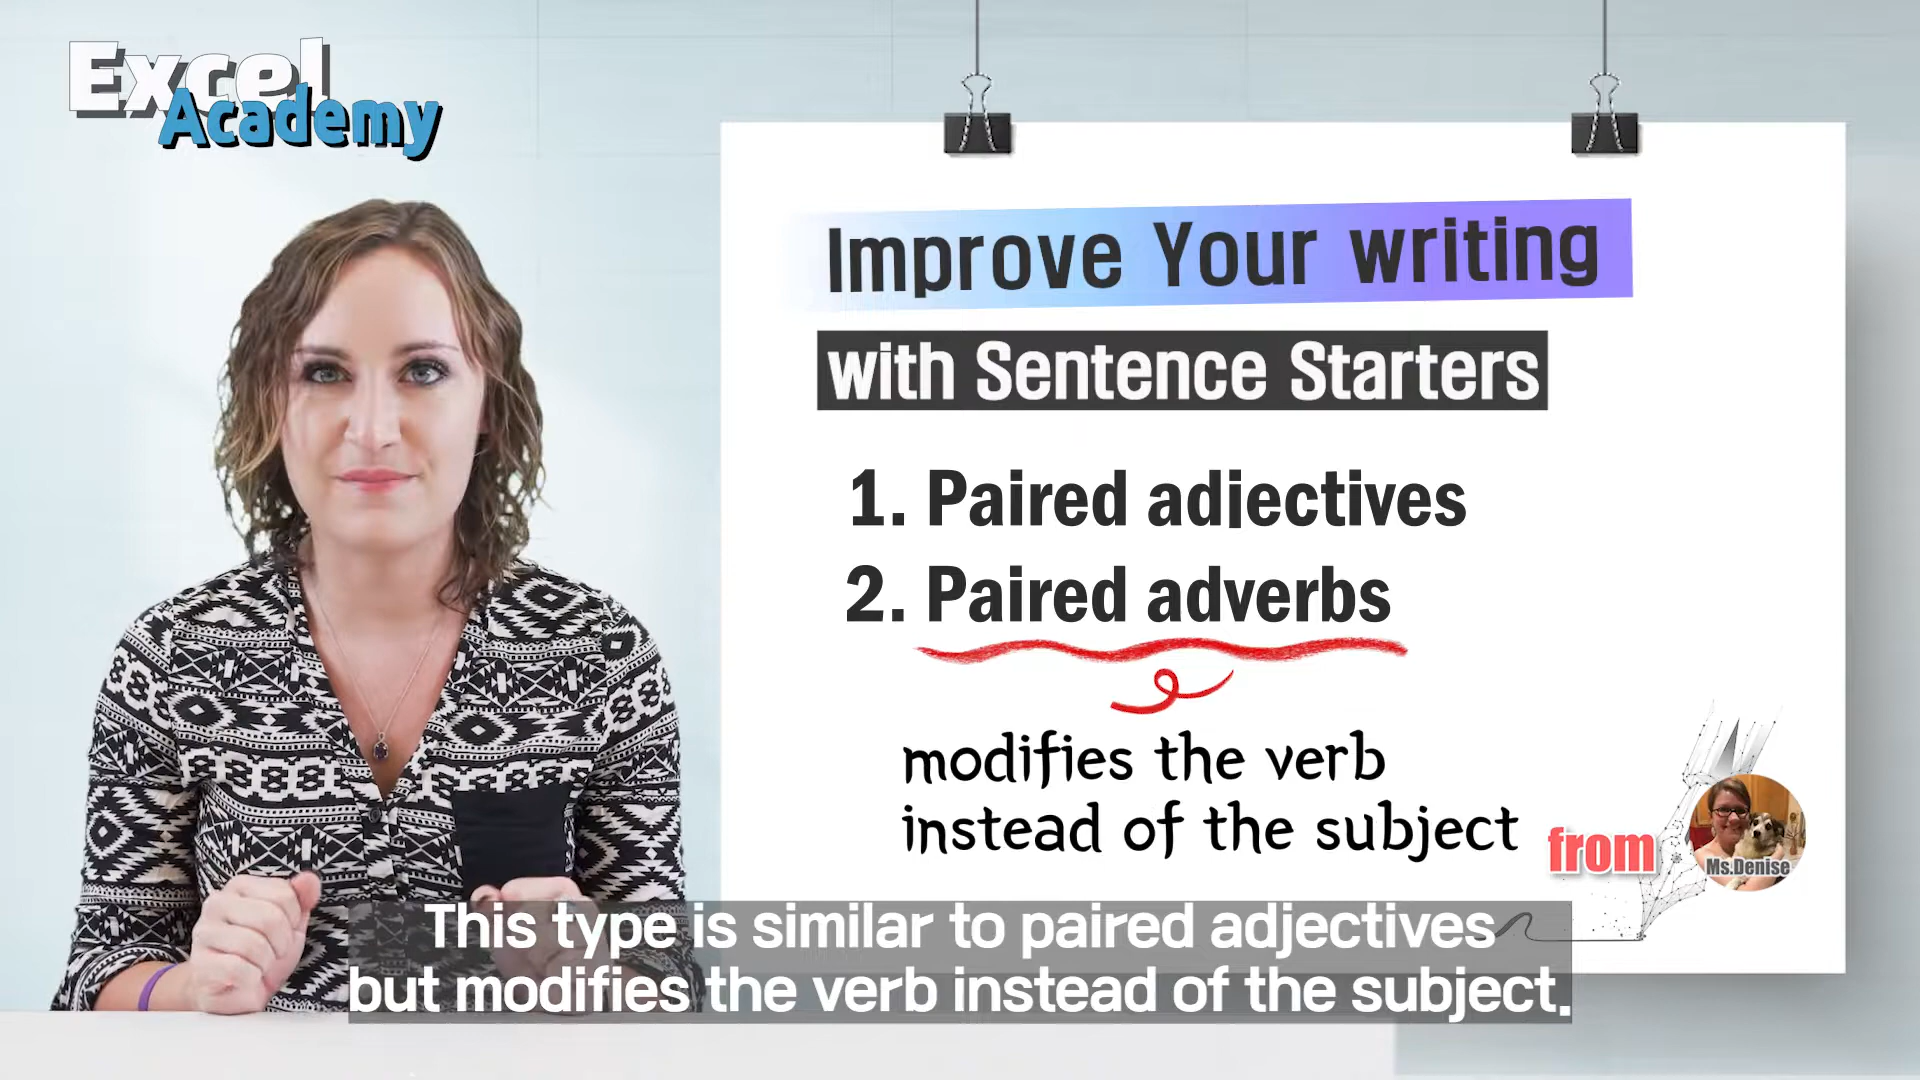 Excel
Academy
Improve Your writing
with Sentence Starters
1. Paired adjectives
2. Paired adverbs
modifies the verb
instead of the subject
from
Ms.Denise
This type is similar to paired adjectives
but modifies the verb instead of the subject.